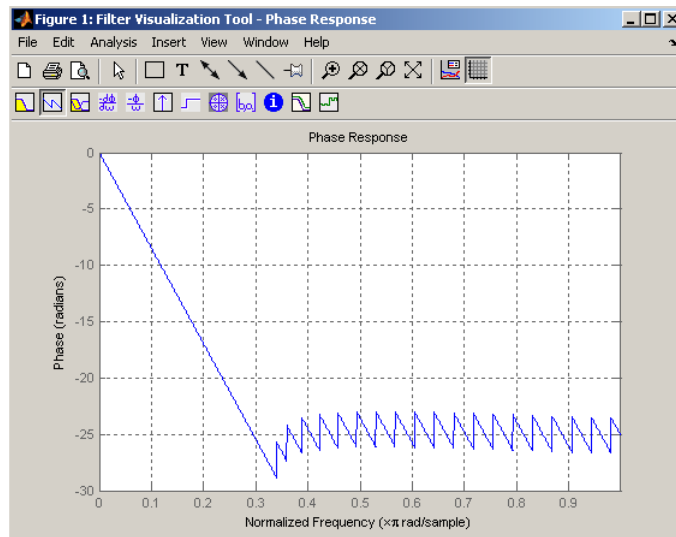 Figure 1: Filter Visualization Tool - Phase Response
File Edit Analysis Insert View Window Help
Phase Response
Phase (radians)
0
-5
-10
-15
-20
-25
-30
0 0.1 0.2 0.3 0.4 0.5 0.6 0.7 0.8 0.9
Normalized Frequency (×π rad/sample)